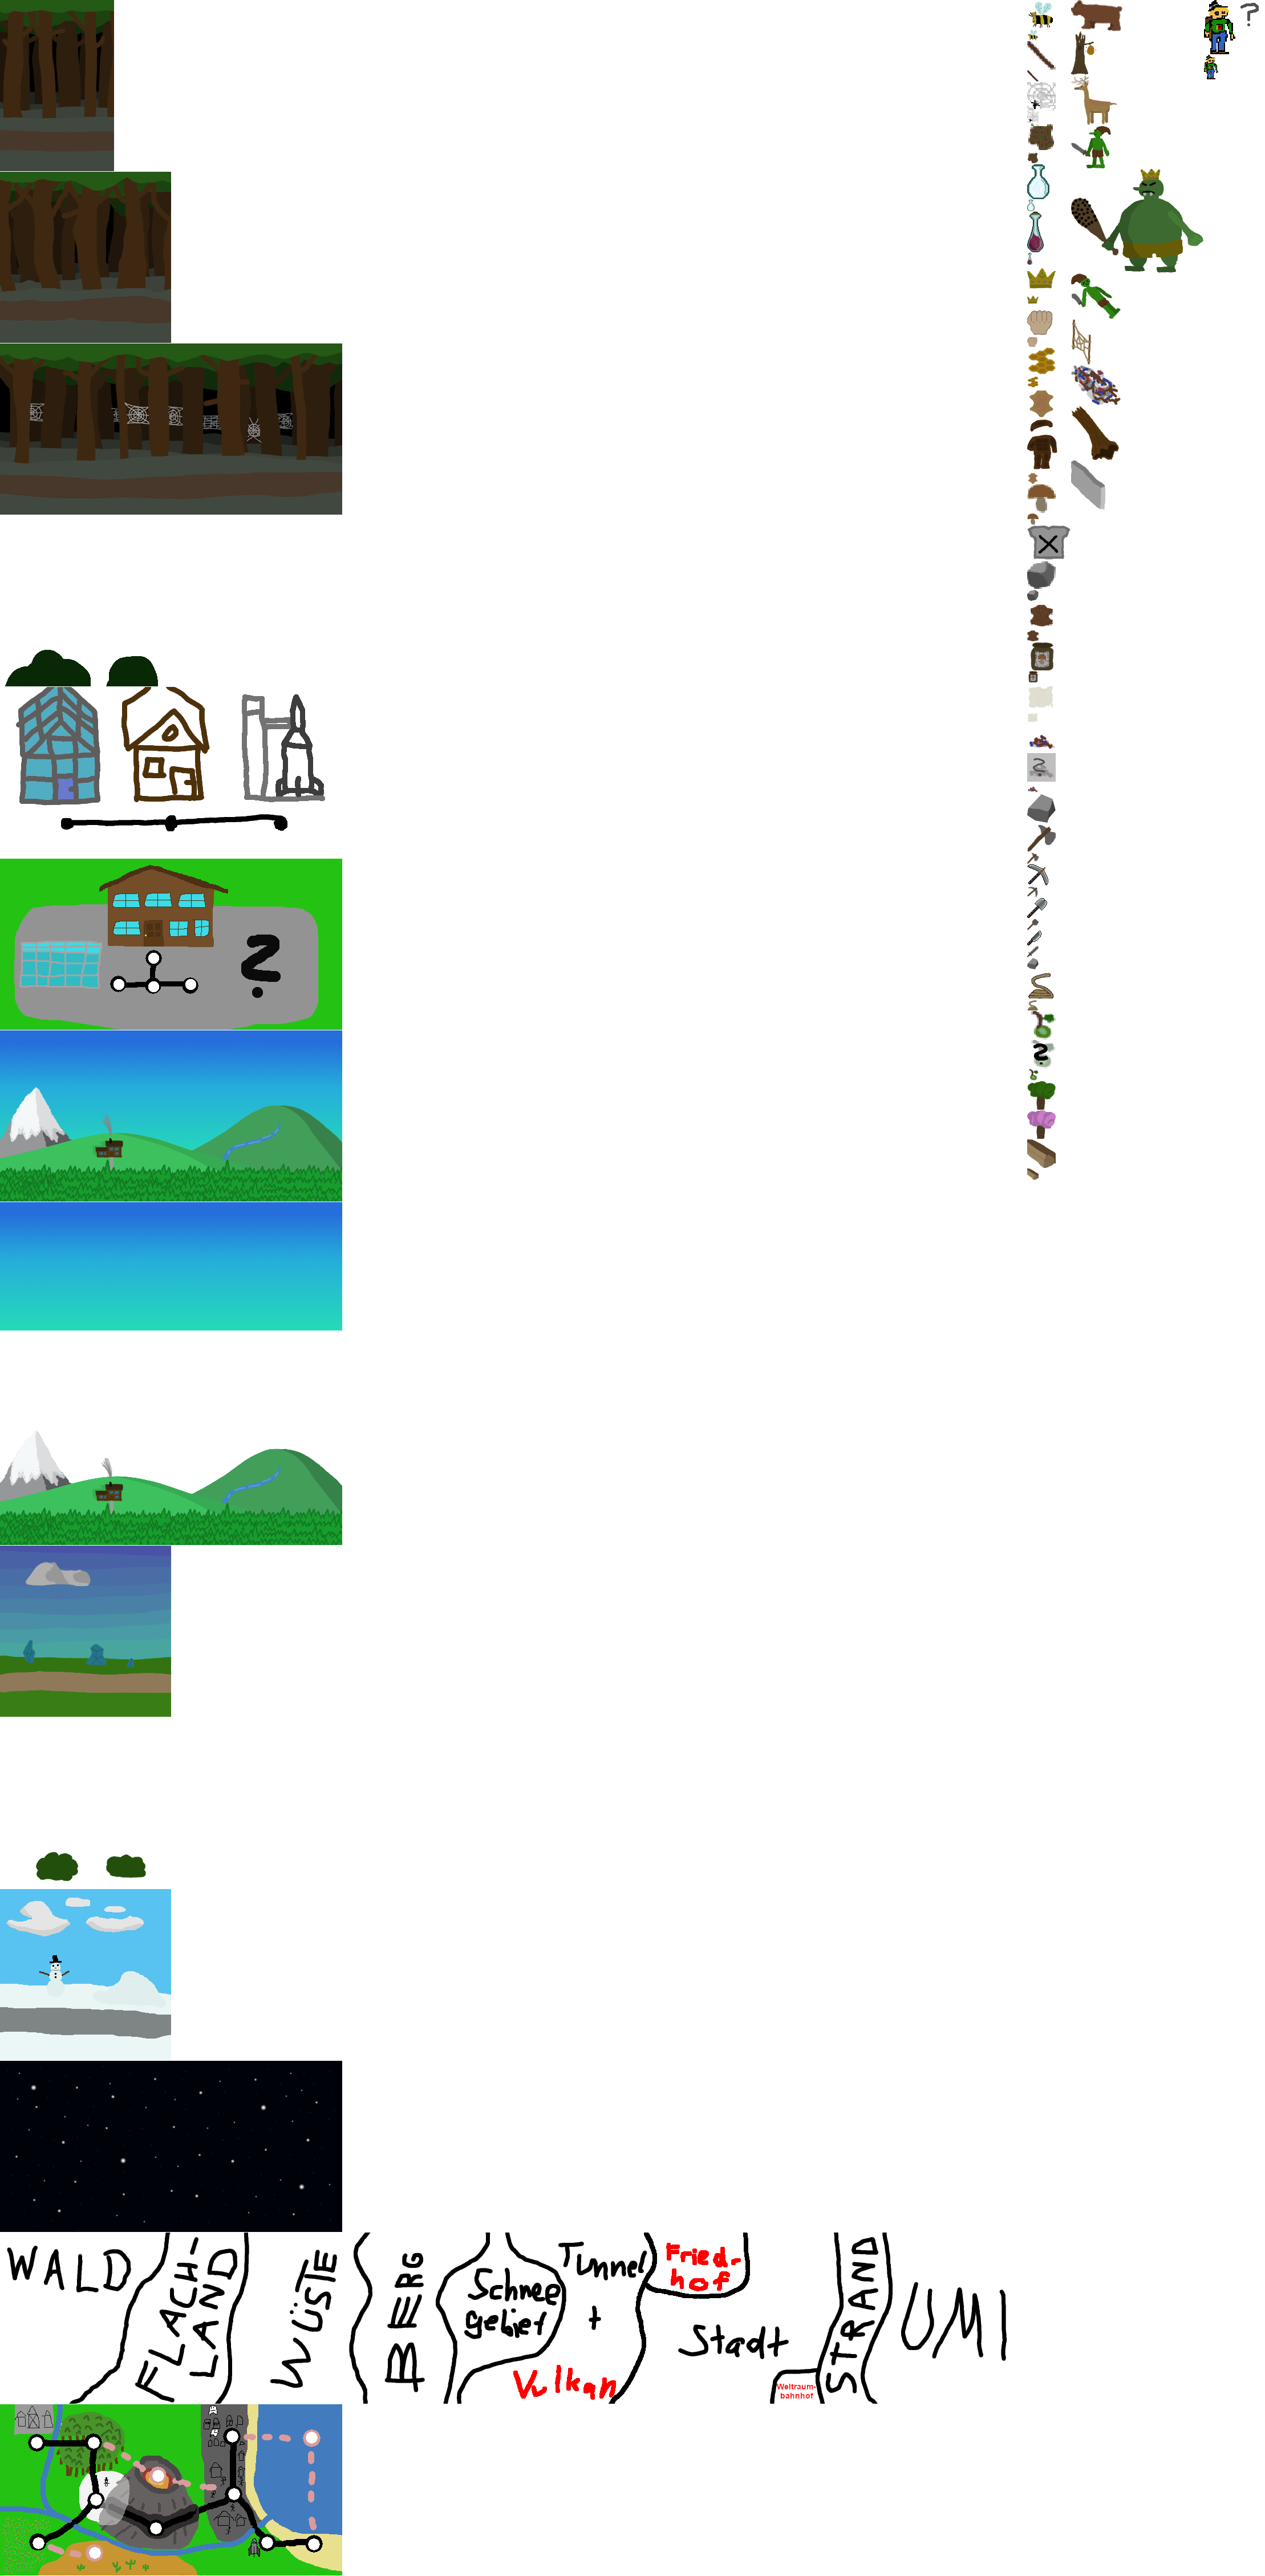 ?
WALD
FLACH-
LAND
WÜSTE
BERG
Schnee
gebiet
Tunnel
+
Vulkan
Fried-
hof
Stadt
Weltraum-
bahnhof
STRAND
UMI